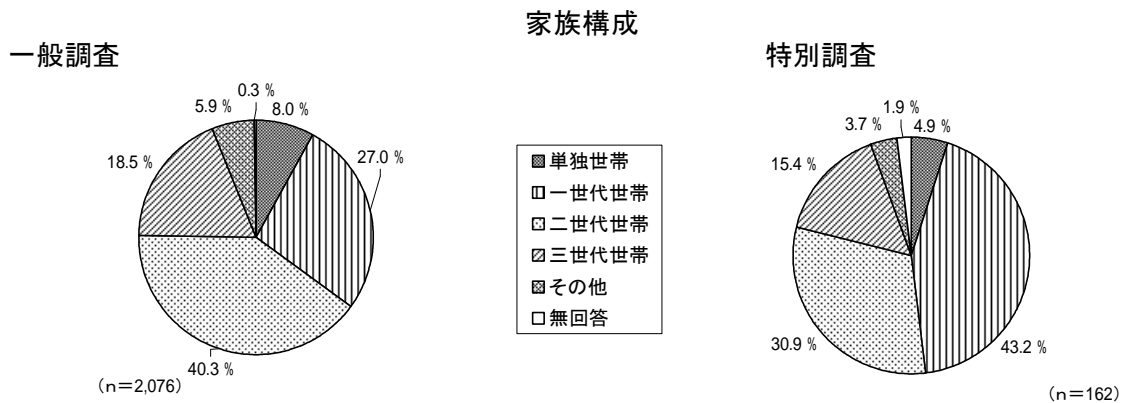 家族構成
一般調査
0.3 %
5.9 %
8.0 %
18.5 %
27.0 %
40.3 %
(n=2,076)
単独世帯
一世代世帯
二世代世帯
三世代世帯
その他
無回答
特別調査
1.9 %
3.7 %
4.9 %
15.4 %
30.9 %
43.2 %
(n=162)